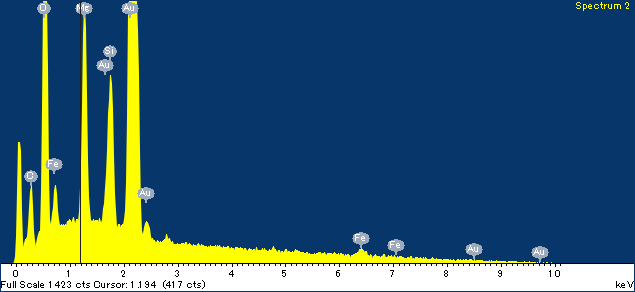 Spectrum 2
O Mg Au
Si
Au
Fe
O
Au
Fe
Fe
Au
Au
0 1 2 3 4 5 6 7 8 9 10
Full Scale 1423 cts Cursor: 1.194 (417 cts) keV